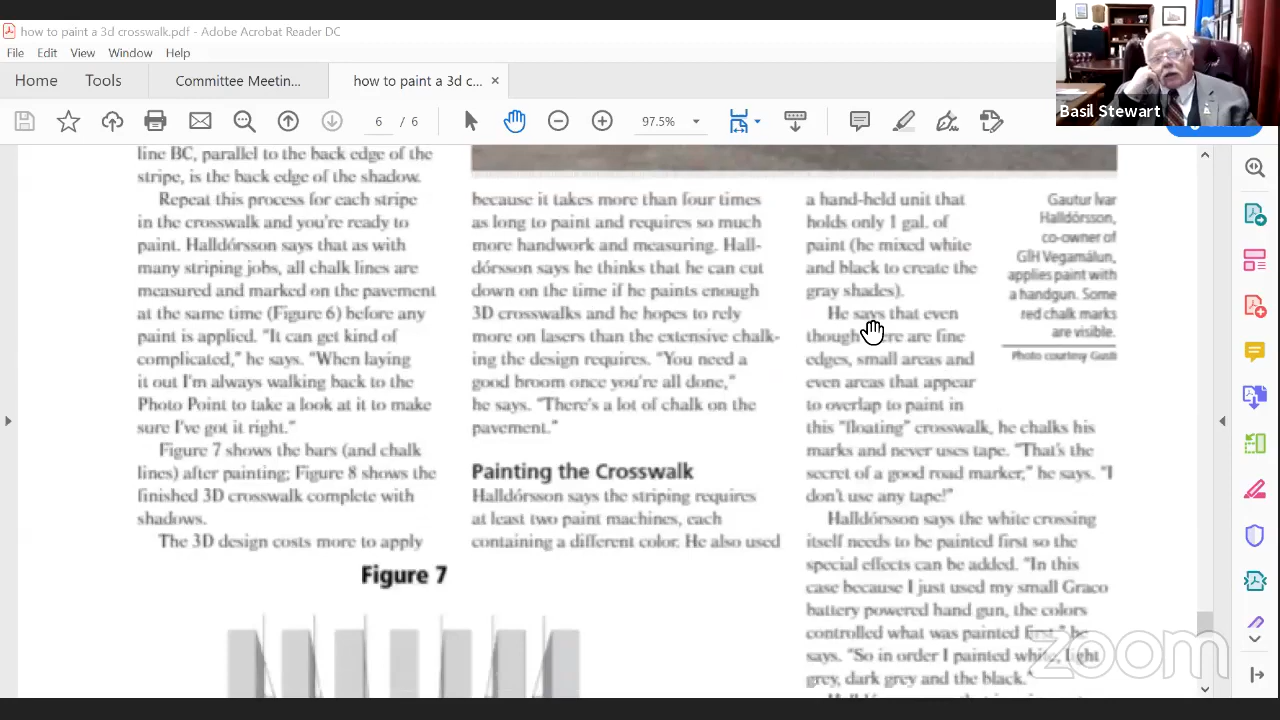 how to paint a 3d crosswalk.pdf - Adobe Acrobat Reader DC
File Edit View Window Help
Home Tools Committee Meetin... how to paint a 3d c... ×
6 / 6 97.5%
Basil Stewart
line BC, parallel to the back edge of the
stripe, is the back edge of the shadow.
Repeat this process for each stripe
in the crosswalk and you're ready to
paint. Halldórsson says that as with
many striping jobs, all chalk lines are
measured and marked on the pavement
at the same time (Figure 6) before any
paint is applied. "It can get kind of
complicated," he says. "When laying
it out I'm always walking back to the
Photo Point to take a look at it to make
sure I've got it right."
Figure 7 shows the bars (and chalk
lines) after painting; Figure 8 shows the
finished 3D crosswalk complete with
shadows.
The 3D design costs more to apply
because it takes more than four times
as long to paint and requires so much
more handwork and measuring. Hall-
dórsson says he thinks that he can cut
down on the time if he paints enough
3D crosswalks and he hopes to rely
more on lasers than the extensive chalk-
ing the design requires. "You need a
good broom once you're all done,"
he says. "There's a lot of chalk on the
pavement."
Painting the Crosswalk
Halldórsson says the striping requires
at least two paint machines, each
containing a different color. He also used
a hand-held unit that
holds only 1 gal. of
paint (he mixed white
and black to create the
gray shades).
He says that even
though are fine
edges, small areas and
even areas that appear
to overlap to paint in
this "floating" crosswalk, he chalks his
marks and never uses tape. "That's the
secret of a good road marker," he says. "I
don't use any tape!"
Halldórsson says the white crossing
itself needs to be painted first so the
special effects can be added. "In this
case because I just used my small Graco
battery powered hand gun, the colors
controlled what was painted first," he
says. "So in order I painted white, light
grey, dark grey and the black."
Gautur Ívar
Halldórsson,
co-owner of
GÍH Vegamálun,
applies paint with
a handgun. Some
red chalk marks
are visible.
Photo courtesy Gusti
Figure 7
zoom